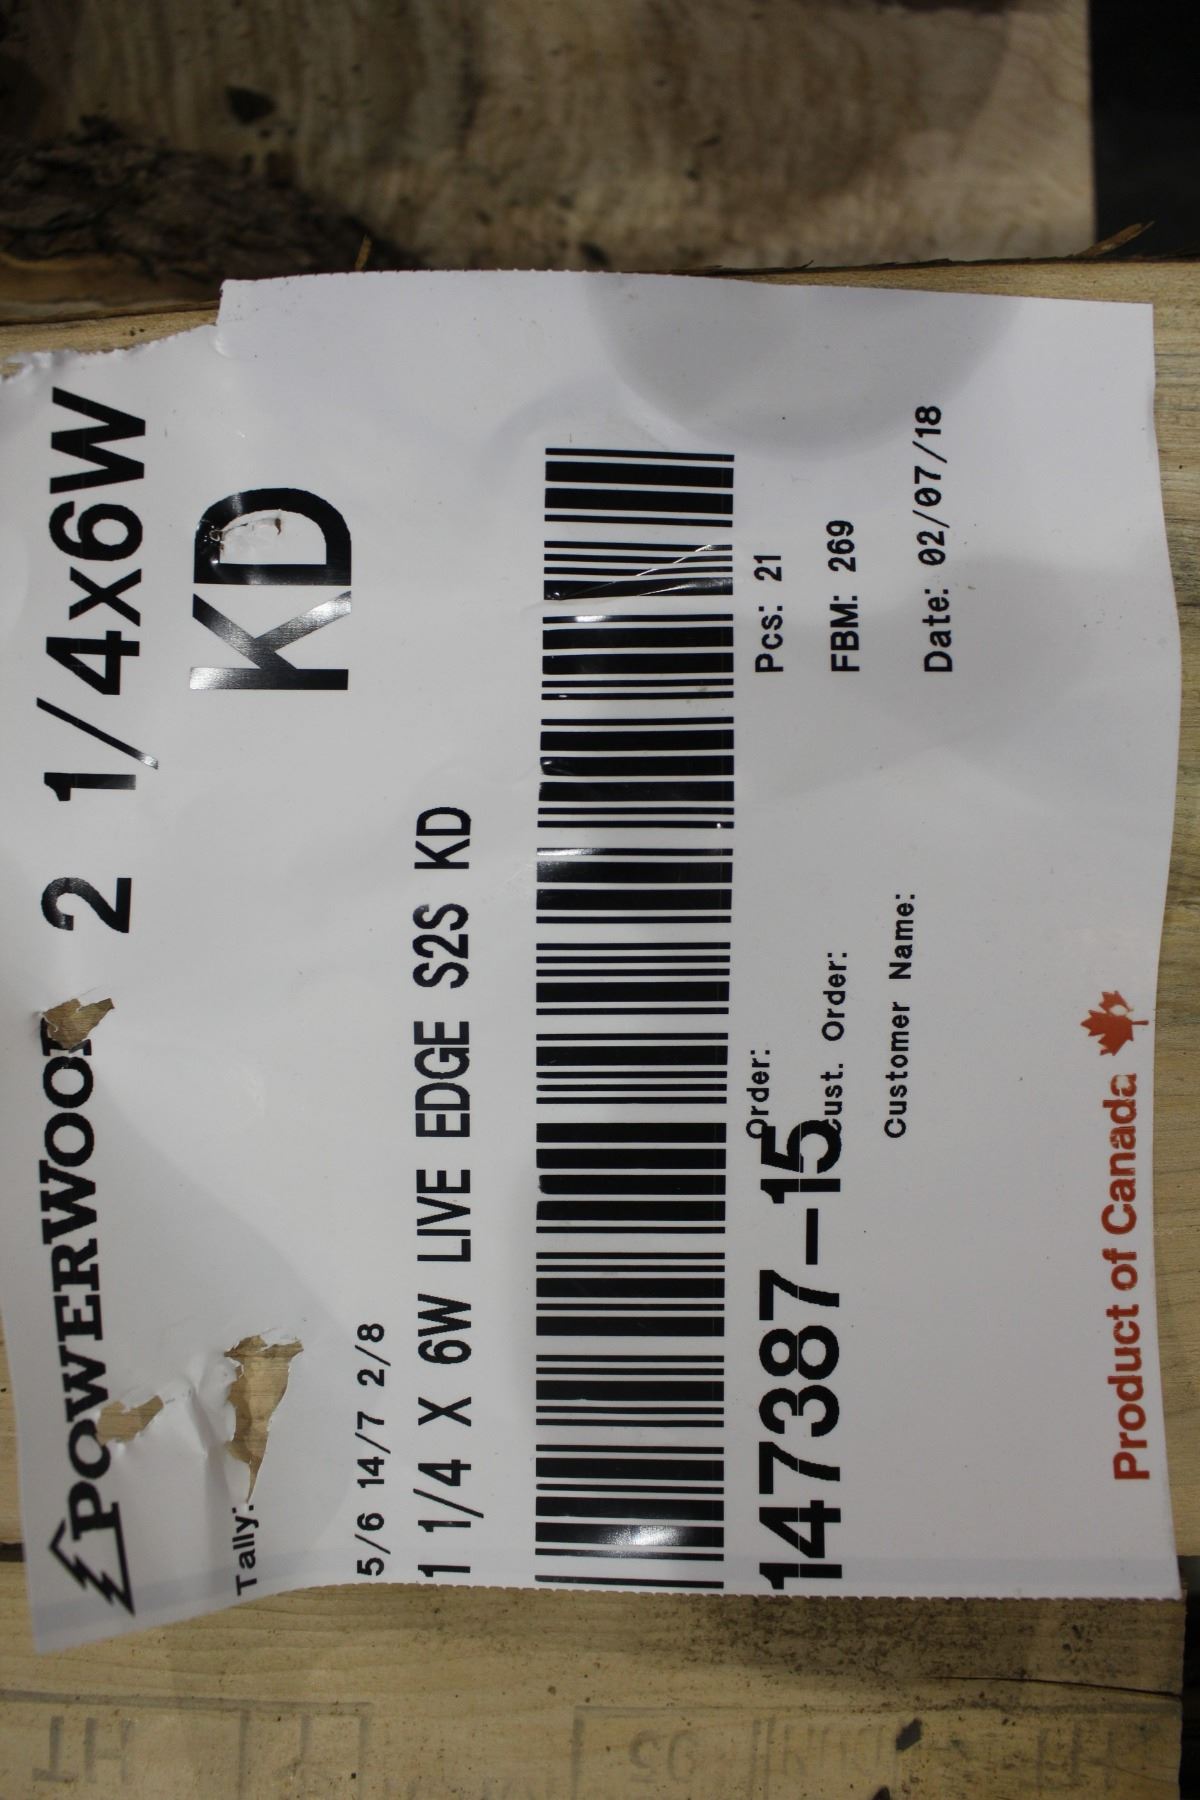 POWERWOOD 2 1/4x6W
KD
Tally:
5/6 14/7 2/8
1 1/4 X 6W LIVE EDGE S2S KD
14387-15
Order:
Cust. Order:
Customer Name:
Pcs: 21
FBM: 269
Date: 02/07/18
Product of Canada